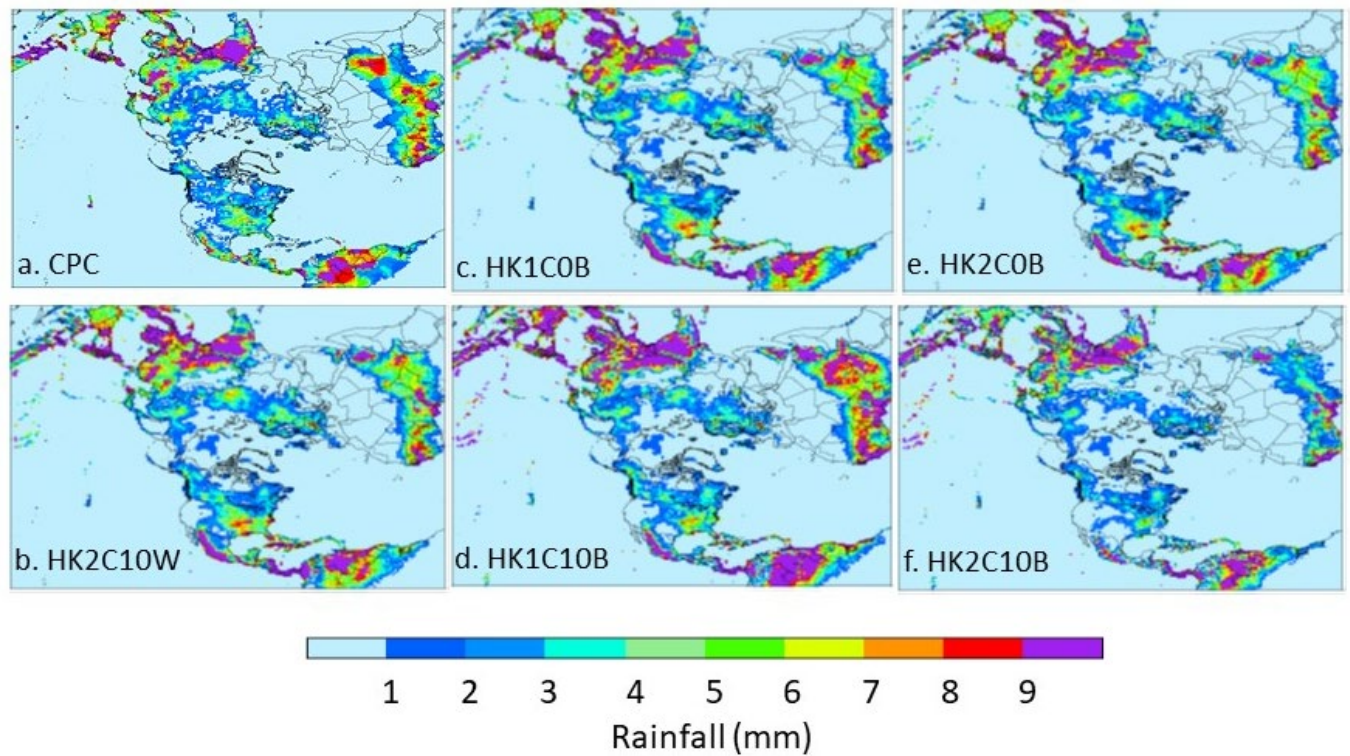 a. CPC
c. HK1C0B
e. HK2C0B
b. HK2C10W
d. HK1C10B
f. HK2C10B
1 2 3 4 5 6 7 8 9
Rainfall (mm)